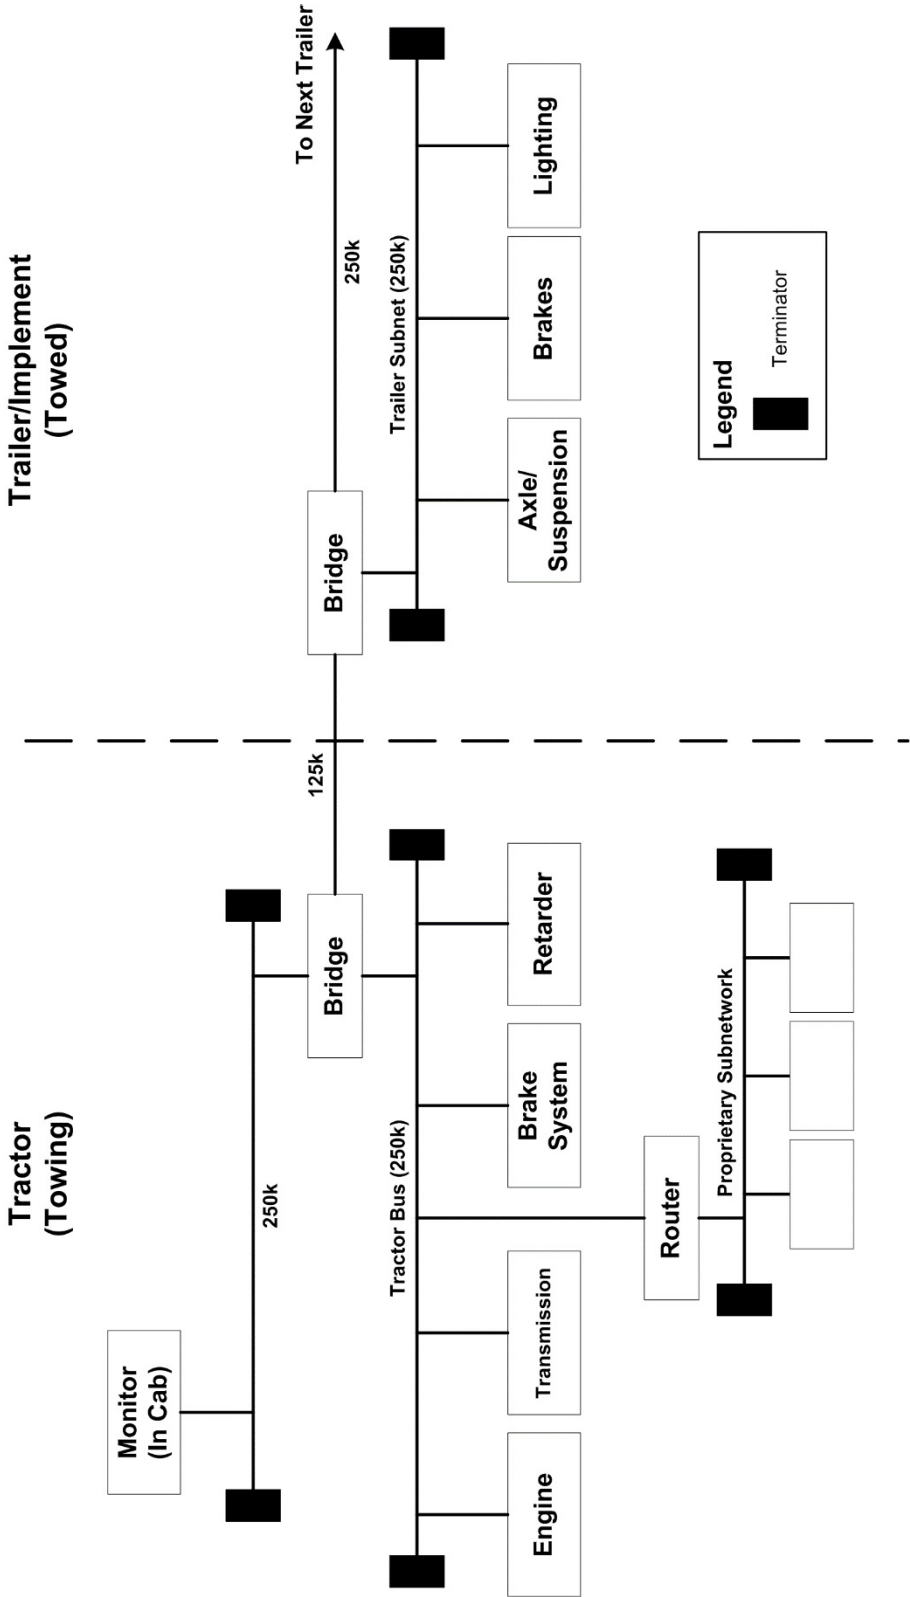 Tractor
(Towing)
Trailer/Implement
(Towed)
Monitor
(In Cab)
250k
125k
To Next Trailer
250k
Bridge
Bridge
Tractor Bus (250k)
Trailer Subnet (250k)
Engine
Transmission
Brake
System
Retarder
Axle/
Suspension
Brakes
Lighting
Router
Proprietary Subnetwork
Legend
Terminator